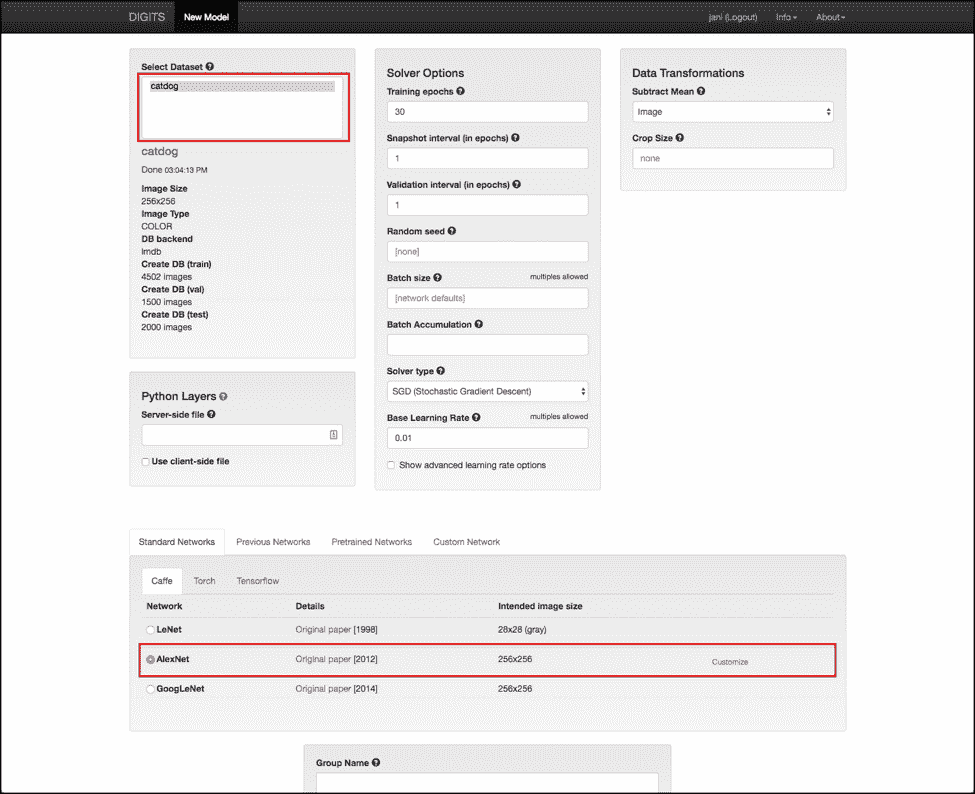 DIGITS New Model jani (Logout) Info About
Select Dataset
catdog
catdog
Done 03:04:13 PM
Image Size
256x256
Image Type
COLOR
DB backend
lmdb
Create DB (train)
4502 images
Create DB (val)
1500 images
Create DB (test)
2000 images
Python Layers
Server-side file
Use client-side file
Solver Options
Training epochs
30
Snapshot interval (in epochs)
1
Validation interval (in epochs)
1
Random seed
[none]
Batch size multiples allowed
[network defaults]
Batch Accumulation
Solver type
SGD (Stochastic Gradient Descent)
Base Learning Rate multiples allowed
0.01
Show advanced learning rate options
Data Transformations
Subtract Mean
Image
Crop Size
none
Standard Networks Previous Networks Pretrained Networks Custom Network
Caffe Torch Tensorflow
Network Details Intended image size
LeNet Original paper [1998] 28x28 (gray)
AlexNet Original paper [2012] 256x256 Customize
GoogLeNet Original paper [2014] 256x256
Group Name